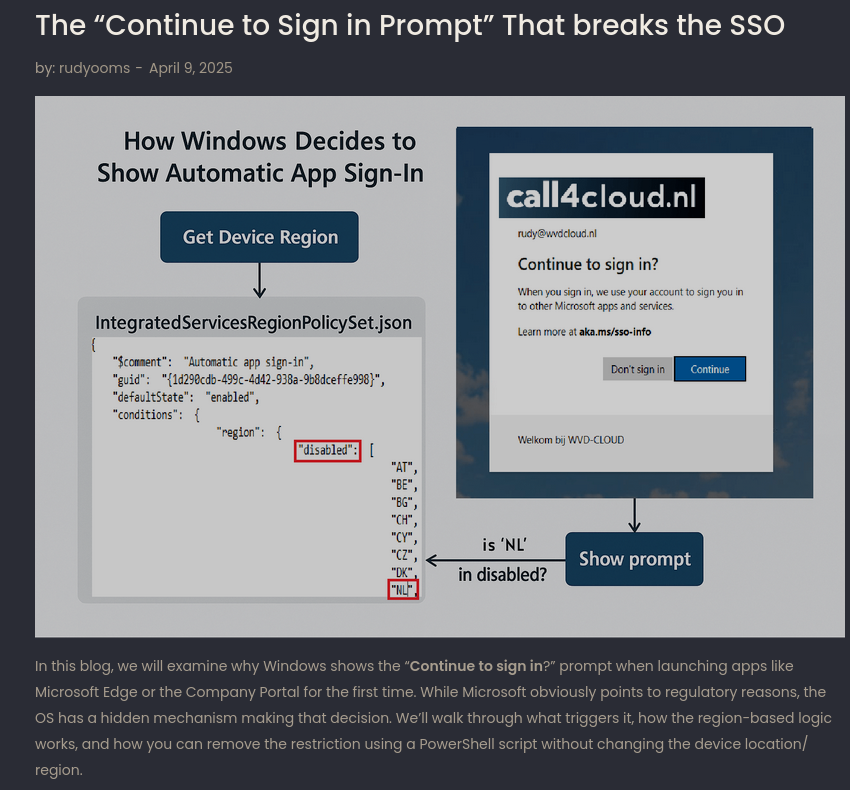 The “Continue to Sign in Prompt” That breaks the SSO
by: rudyooms - April 9, 2025
How Windows Decides to
Show Automatic App Sign-In
Get Device Region
IntegratedServicesRegionPolicySet.json
{
"$comment": "Automatic app sign-in",
"guid": "{1d290cdb-499c-4d42-938a-9b8dceffe998}",
"defaultState": "enabled",
"conditions": {
"region": {
"disabled": [
"AT",
"BE",
"BG",
"CH",
"CY",
"CZ",
"DK",
"NL",
call4cloud.nl
rudy@wvdcloud.nl
Continue to sign in?
When you sign in, we use your account to sign you in
to other Microsoft apps and services.
Learn more at aka.ms/sso-info
Don't sign in
Continue
Welkom bij WVD-CLOUD
Show prompt
is ‘NL’
in disabled?
In this blog, we will examine why Windows shows the “Continue to sign in?” prompt when launching apps like
Microsoft Edge or the Company Portal for the first time. While Microsoft obviously points to regulatory reasons, the
OS has a hidden mechanism making that decision. We’ll walk through what triggers it, how the region-based logic
works, and how you can remove the restriction using a PowerShell script without changing the device location/
region.